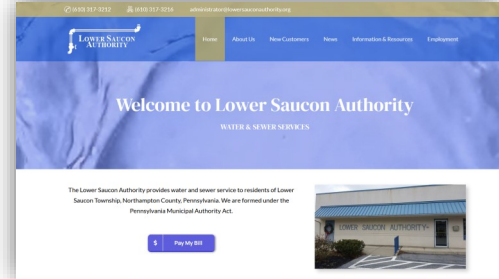 (610) 317-3212 (610) 317-3214 administrator@lowersauconauthority.org
LOWER SAUCON
AUTHORITY
Home About Us New Customers News Information & Resources Employment
Welcome to Lower Saucon Authority
WATER & SEWER SERVICES
The Lower Saucon Authority provides water and sewer service to residents of Lower
Saucon Township, Northampton County, Pennsylvania. We are formed under the
Pennsylvania Municipal Authority Act.
$ Pay My Bill
LOWER SAUCON AUTHORITY